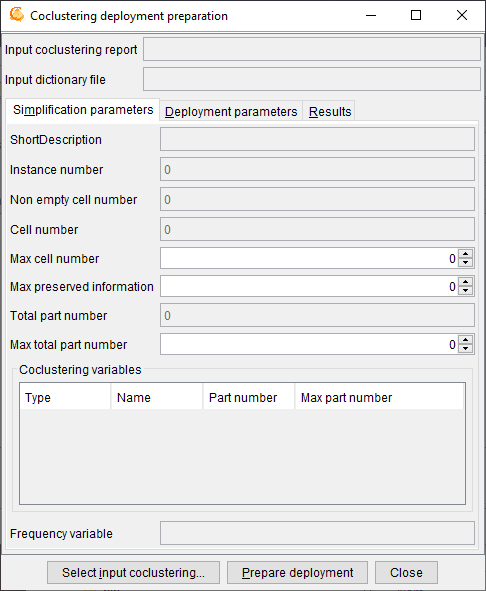 Coclustering deployment preparation
Input coclustering report
Input dictionary file
Simplification parameters Deployment parameters Results
ShortDescription
Instance number 0
Non empty cell number 0
Cell number 0
Max cell number 0
Max preserved information 0
Total part number 0
Max total part number 0
Coclustering variables
Type Name Part number Max part number
Frequency variable
Select input coclustering... Prepare deployment Close